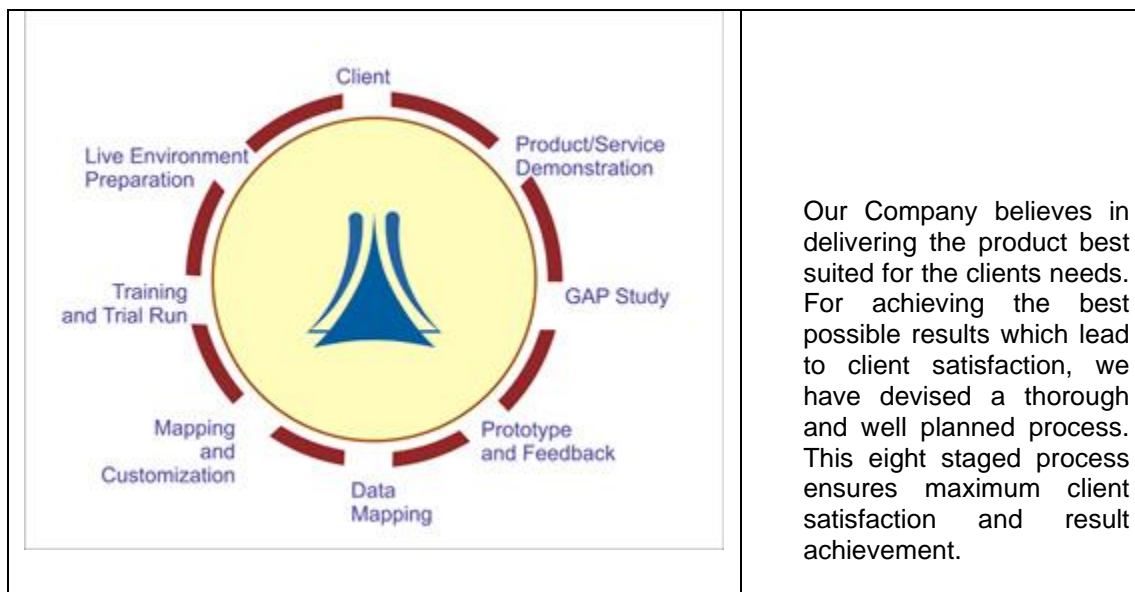 Client
Product/Service
Demonstration
GAP Study
Prototype
and Feedback
Data
Mapping
Mapping
and
Customization
Training
and Trial Run
Live Environment
Preparation
Our Company believes in
delivering the product best
suited for the clients needs.
For achieving the best
possible results which lead
to client satisfaction, we
have devised a thorough
and well planned process.
This eight staged process
ensures maximum client
satisfaction and result
achievement.